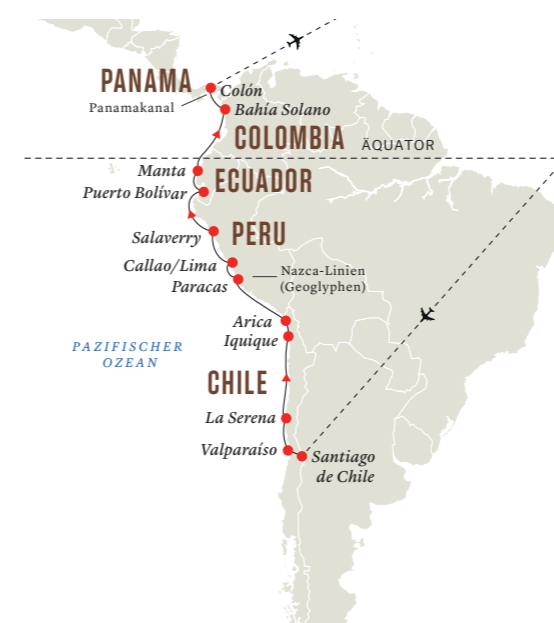 PANAMA
Colón
Panamakanal
Bahía Solano
COLOMBIA
ÄQUATOR
Manta
ECUADOR
Puerto Bolívar
Salaverry
PERU
Callao/Lima
Nazca-Linien
(Geoglyphen)
Paracas
Arica
Iquique
PAZIFISCHER
OZEAN
CHILE
La Serena
Valparaíso
Santiago
de Chile